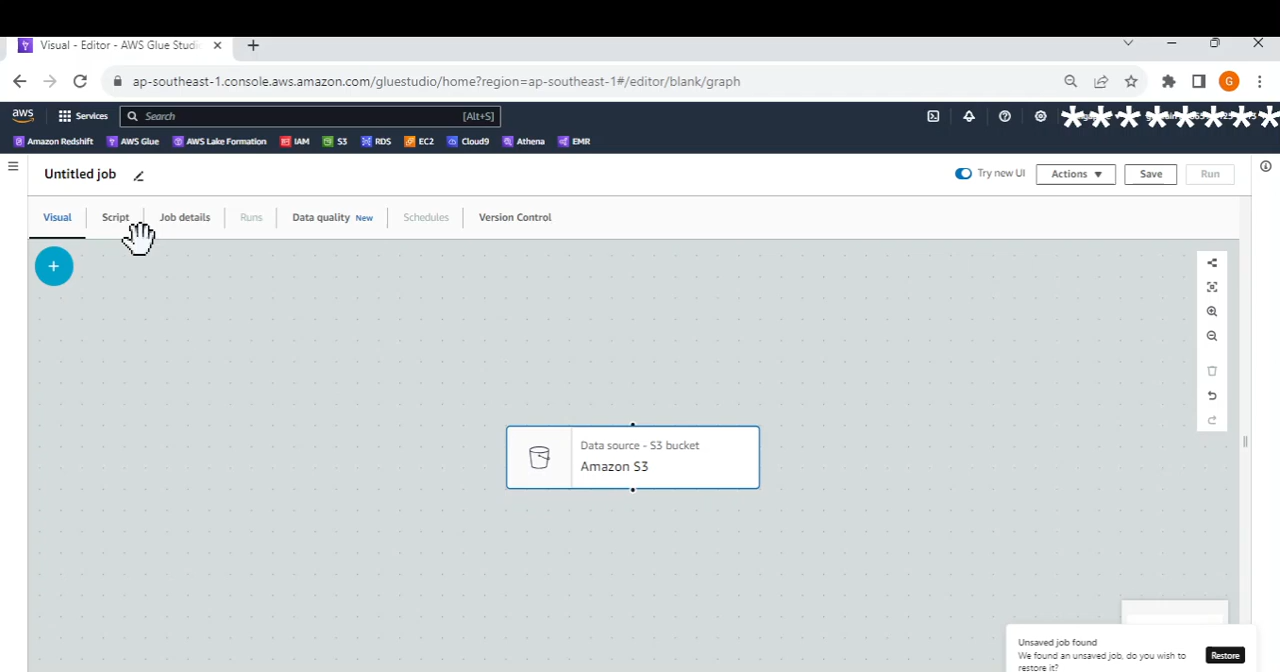 Visual - Editor - AWS Glue Studi
ap-southeast-1.console.aws.amazon.com/gluestudio/home?region=ap-southeast-1#/editor/blank/graph
G
aws
Services
Search
[Alt+S]
********
Amazon Redshift
AWS Glue
AWS Lake Formation
IAM
S3
RDS
EC2
Cloud9
Athena
EMR
Untitled job
Try new UI
Actions
Save
Run
Visual
Script
Job details
Runs
Data quality New
Schedules
Version Control
Data source - S3 bucket
Amazon S3
Unsaved job found
We found an unsaved job, do you wish to
restore it?
Restore